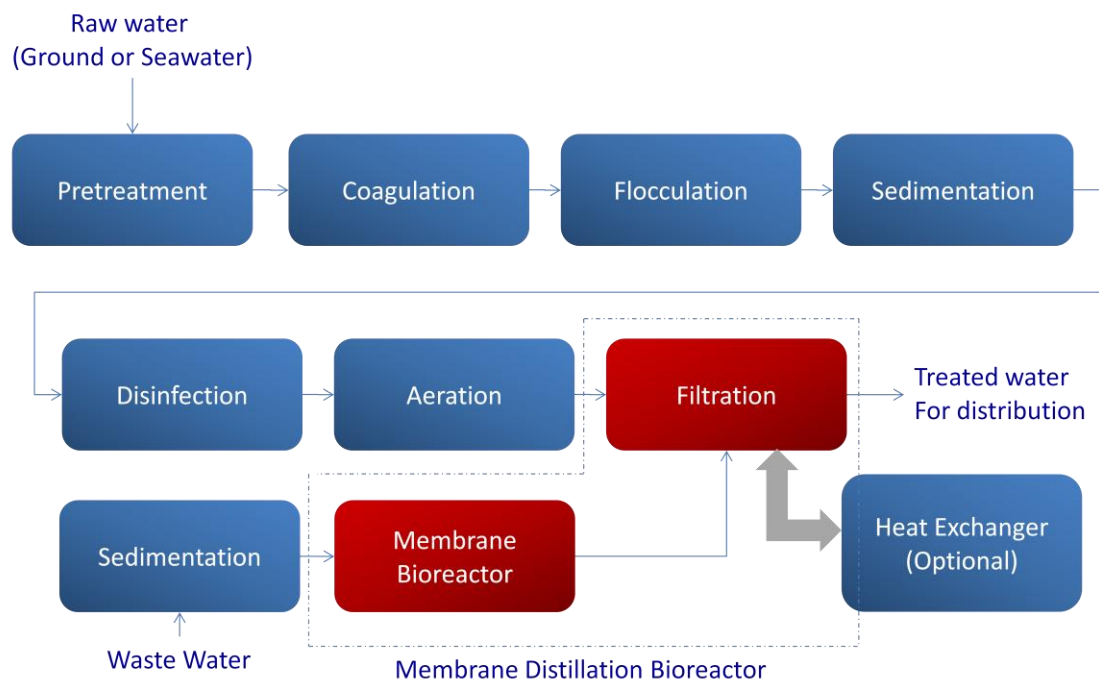 Raw water
(Ground or Seawater)
Pretreatment
Coagulation
Flocculation
Sedimentation
Disinfection
Aeration
Filtration
Treated water
For distribution
Sedimentation
Membrane
Bioreactor
Heat Exchanger
(Optional)
Waste Water
Membrane Distillation Bioreactor